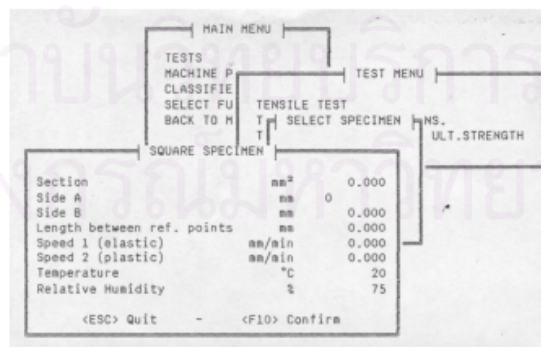 MAIN MENU
TESTS
MACHINE P
TEST MENU
CLASSIFIE
SELECT FU
TENSILE TEST
BACK TO M
T
SELECT SPECIMEN
NS.
T
ULT.STRENGTH
SQUARE SPECIMEN
Section mm² 0.000
Side A mm 0
Side B mm 0.000
Length between ref. points mm 0.000
Speed 1 (elastic) mm/min 0.000
Speed 2 (plastic) mm/min 0.000
Temperature °C 20
Relative Humidity % 75
<ESC> Quit - <F10> Confirm